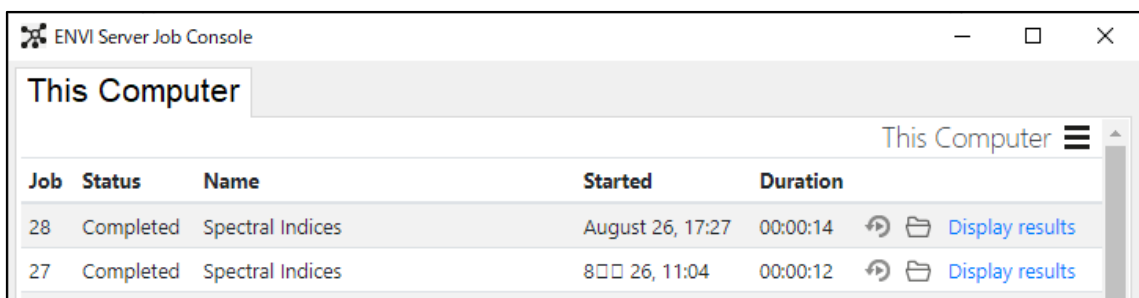 ENVI Server Job Console
This Computer
This Computer
Job Status Name Started Duration
28 Completed Spectral Indices August 26, 17:27 00:00:14 Display results
27 Completed Spectral Indices 8□□ 26, 11:04 00:00:12 Display results